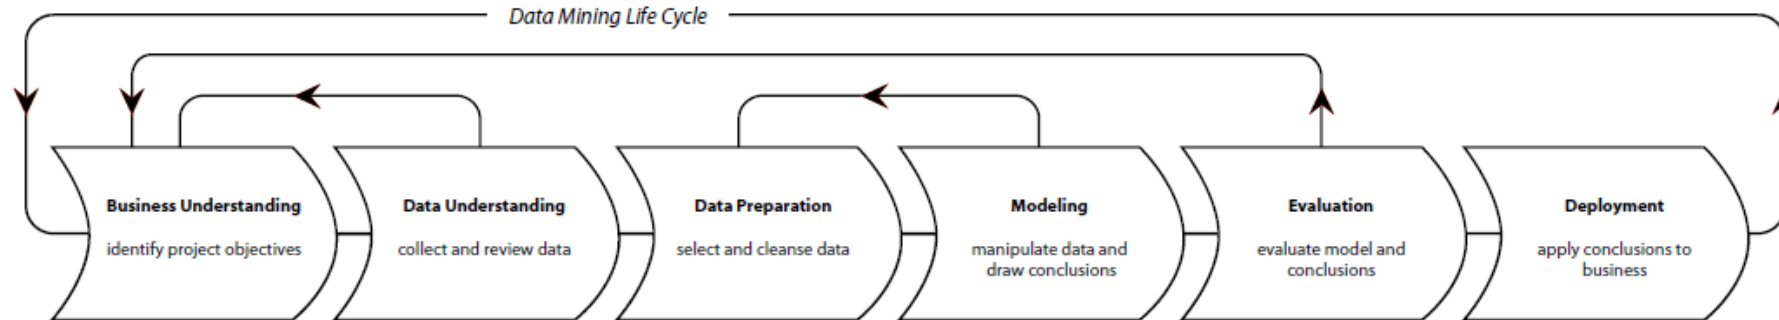 Data Mining Life Cycle
Business Understanding
identify project objectives
Data Understanding
collect and review data
Data Preparation
select and cleanse data
Modeling
manipulate data and
draw conclusions
Evaluation
evaluate model and
conclusions
Deployment
apply conclusions to
business